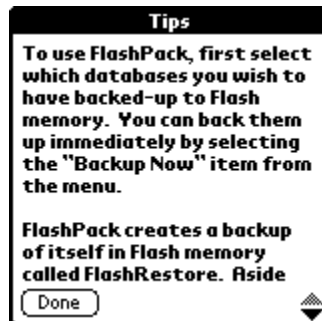 Tips
To use FlashPack, first select
which databases you wish to
have backed-up to Flash
memory. You can back them
up immediately by selecting
the "Backup Now" item from
the menu.
FlashPack creates a backup
of itself in Flash memory
called FlashRestore. Aside
Done